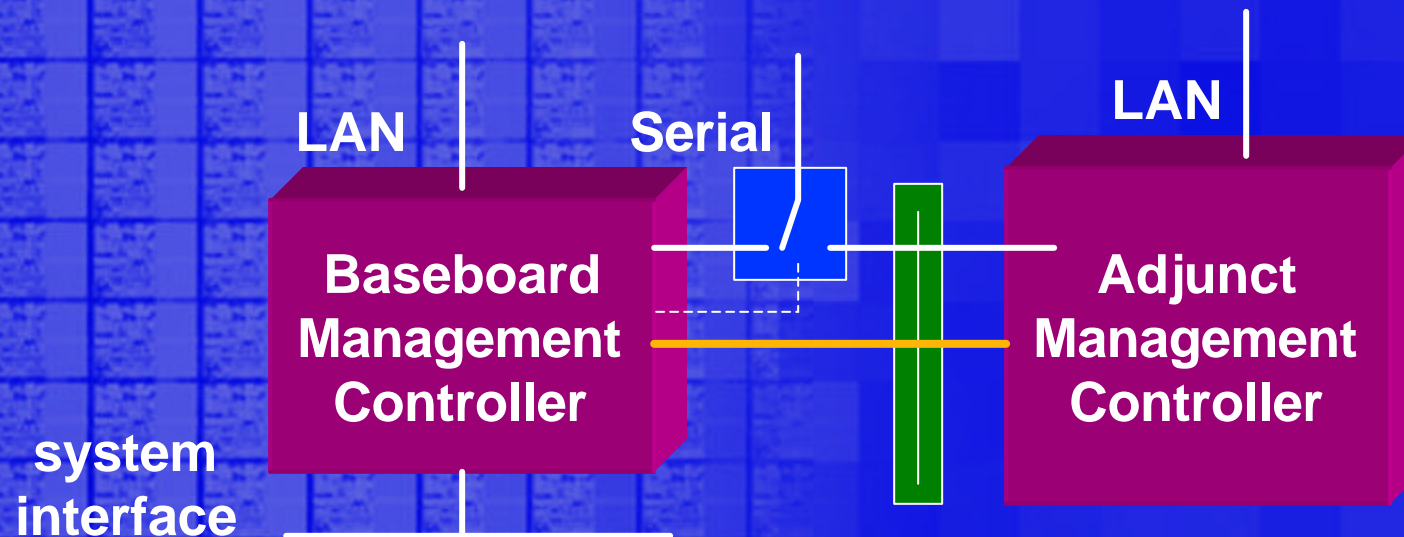 LAN
Serial
LAN
Baseboard
Management
Controller
Adjunct
Management
Controller
system
interface